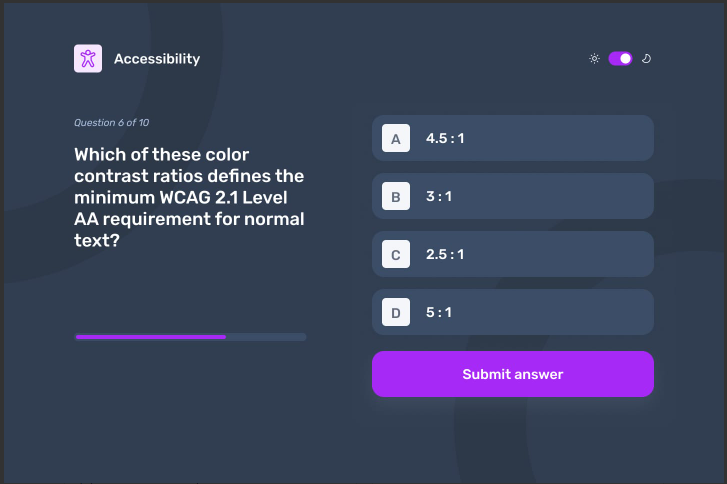 Accessibility
Question 6 of 10
Which of these color
contrast ratios defines the
minimum WCAG 2.1 Level
AA requirement for normal
text?
A 4.5 : 1
B 3 : 1
C 2.5 : 1
D 5 : 1
Submit answer